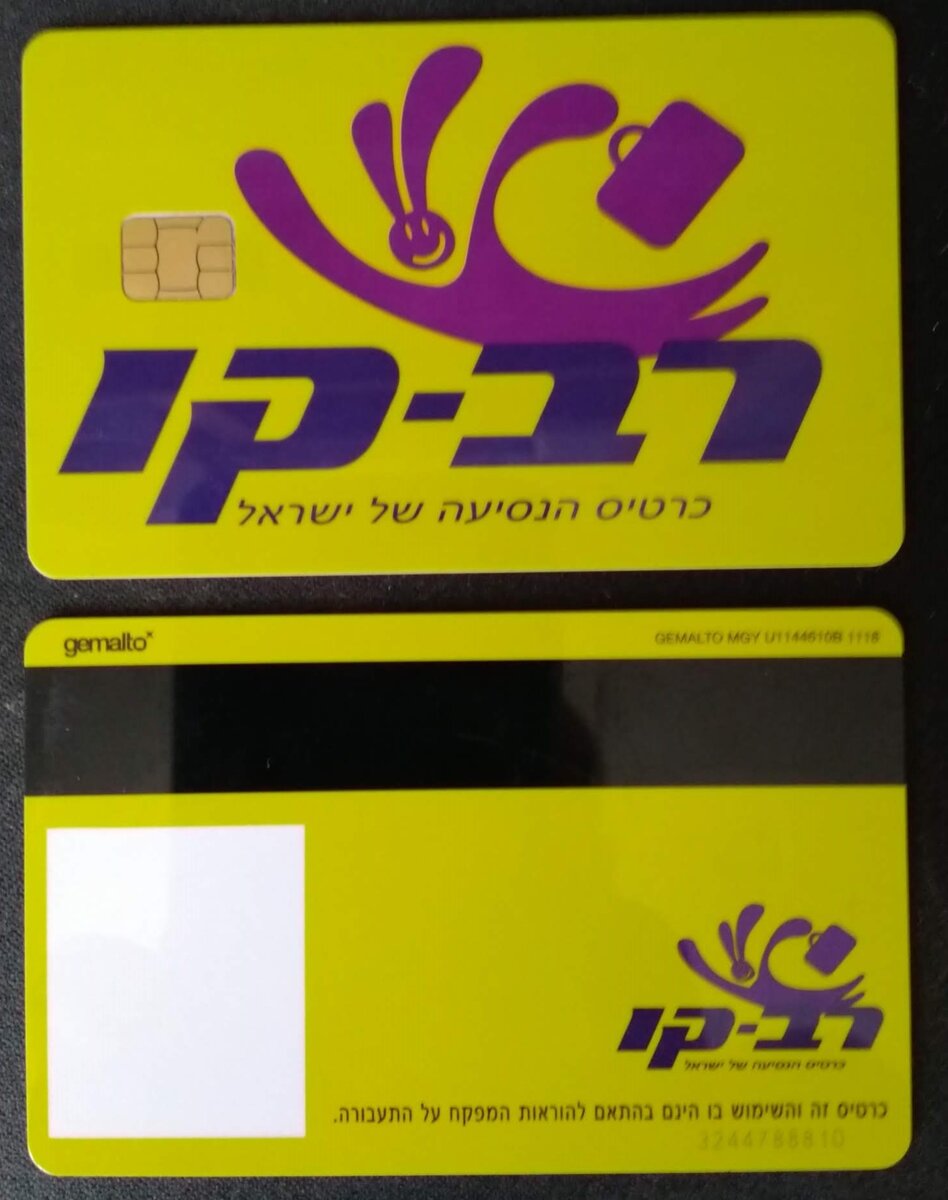 רב-קו
כרטיס הנסיעה של ישראל
gemalto
GEMALTO MGY U1144610B 1118
רב-קו
כרטיס הנסיעה של ישראל
כרטיס זה והשימוש בו הינם בהתאם להוראות המפקח על התעבורה.
3244788810